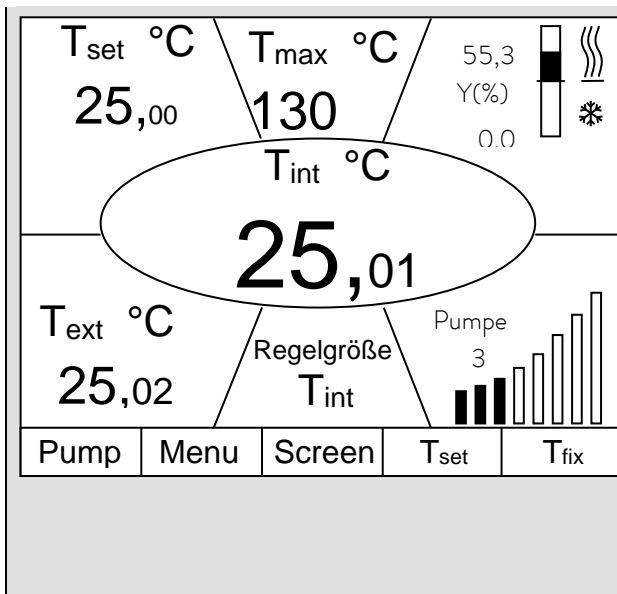 Tset °C
25,00
Tmax °C
130
55,3
Y(%)
0.0
Tint °C
25,01
Text °C
25,02
Regelgröße
Tint
Pumpe
3
Pump Menu Screen Tset Tfix